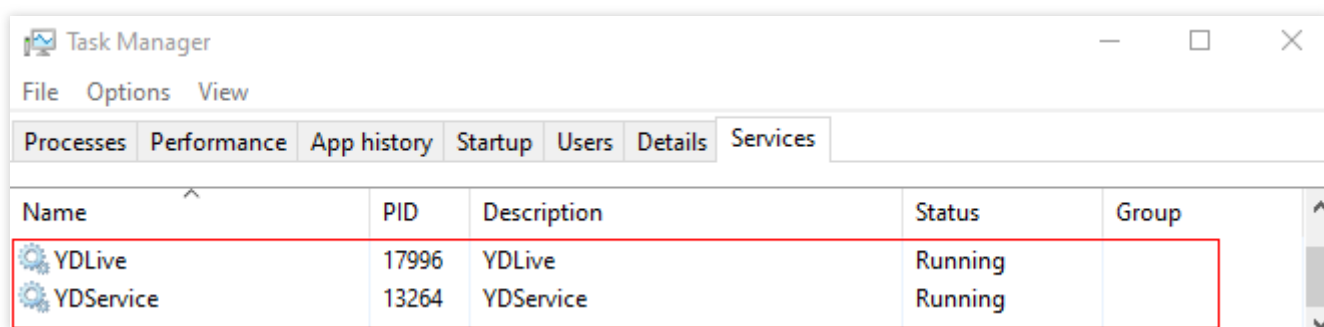 Task Manager
File Options View
Processes Performance App history Startup Users Details Services
Name PID Description Status Group
YDLive 17996 YDLive Running
YDService 13264 YDService Running